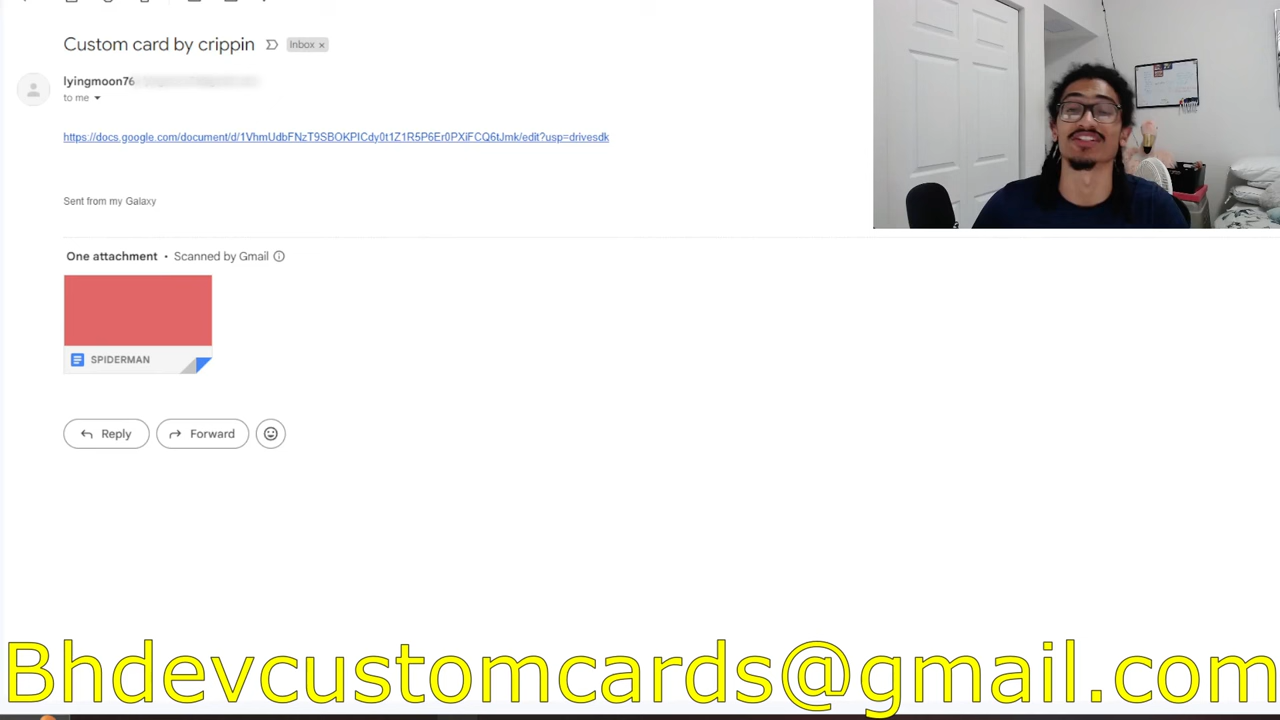 Custom card by crippin Inbox x
lyingmoon76
to me
https://docs.google.com/document/d/1VhmUdbFNzT9SBOKPICdy0t1Z1R5P6Er0PXiFCQ6tJmk/edit?usp=drivesdk
Sent from my Galaxy
One attachment • Scanned by Gmail
SPIDERMAN
Reply Forward
Bhdevcustomcards@gmail.com